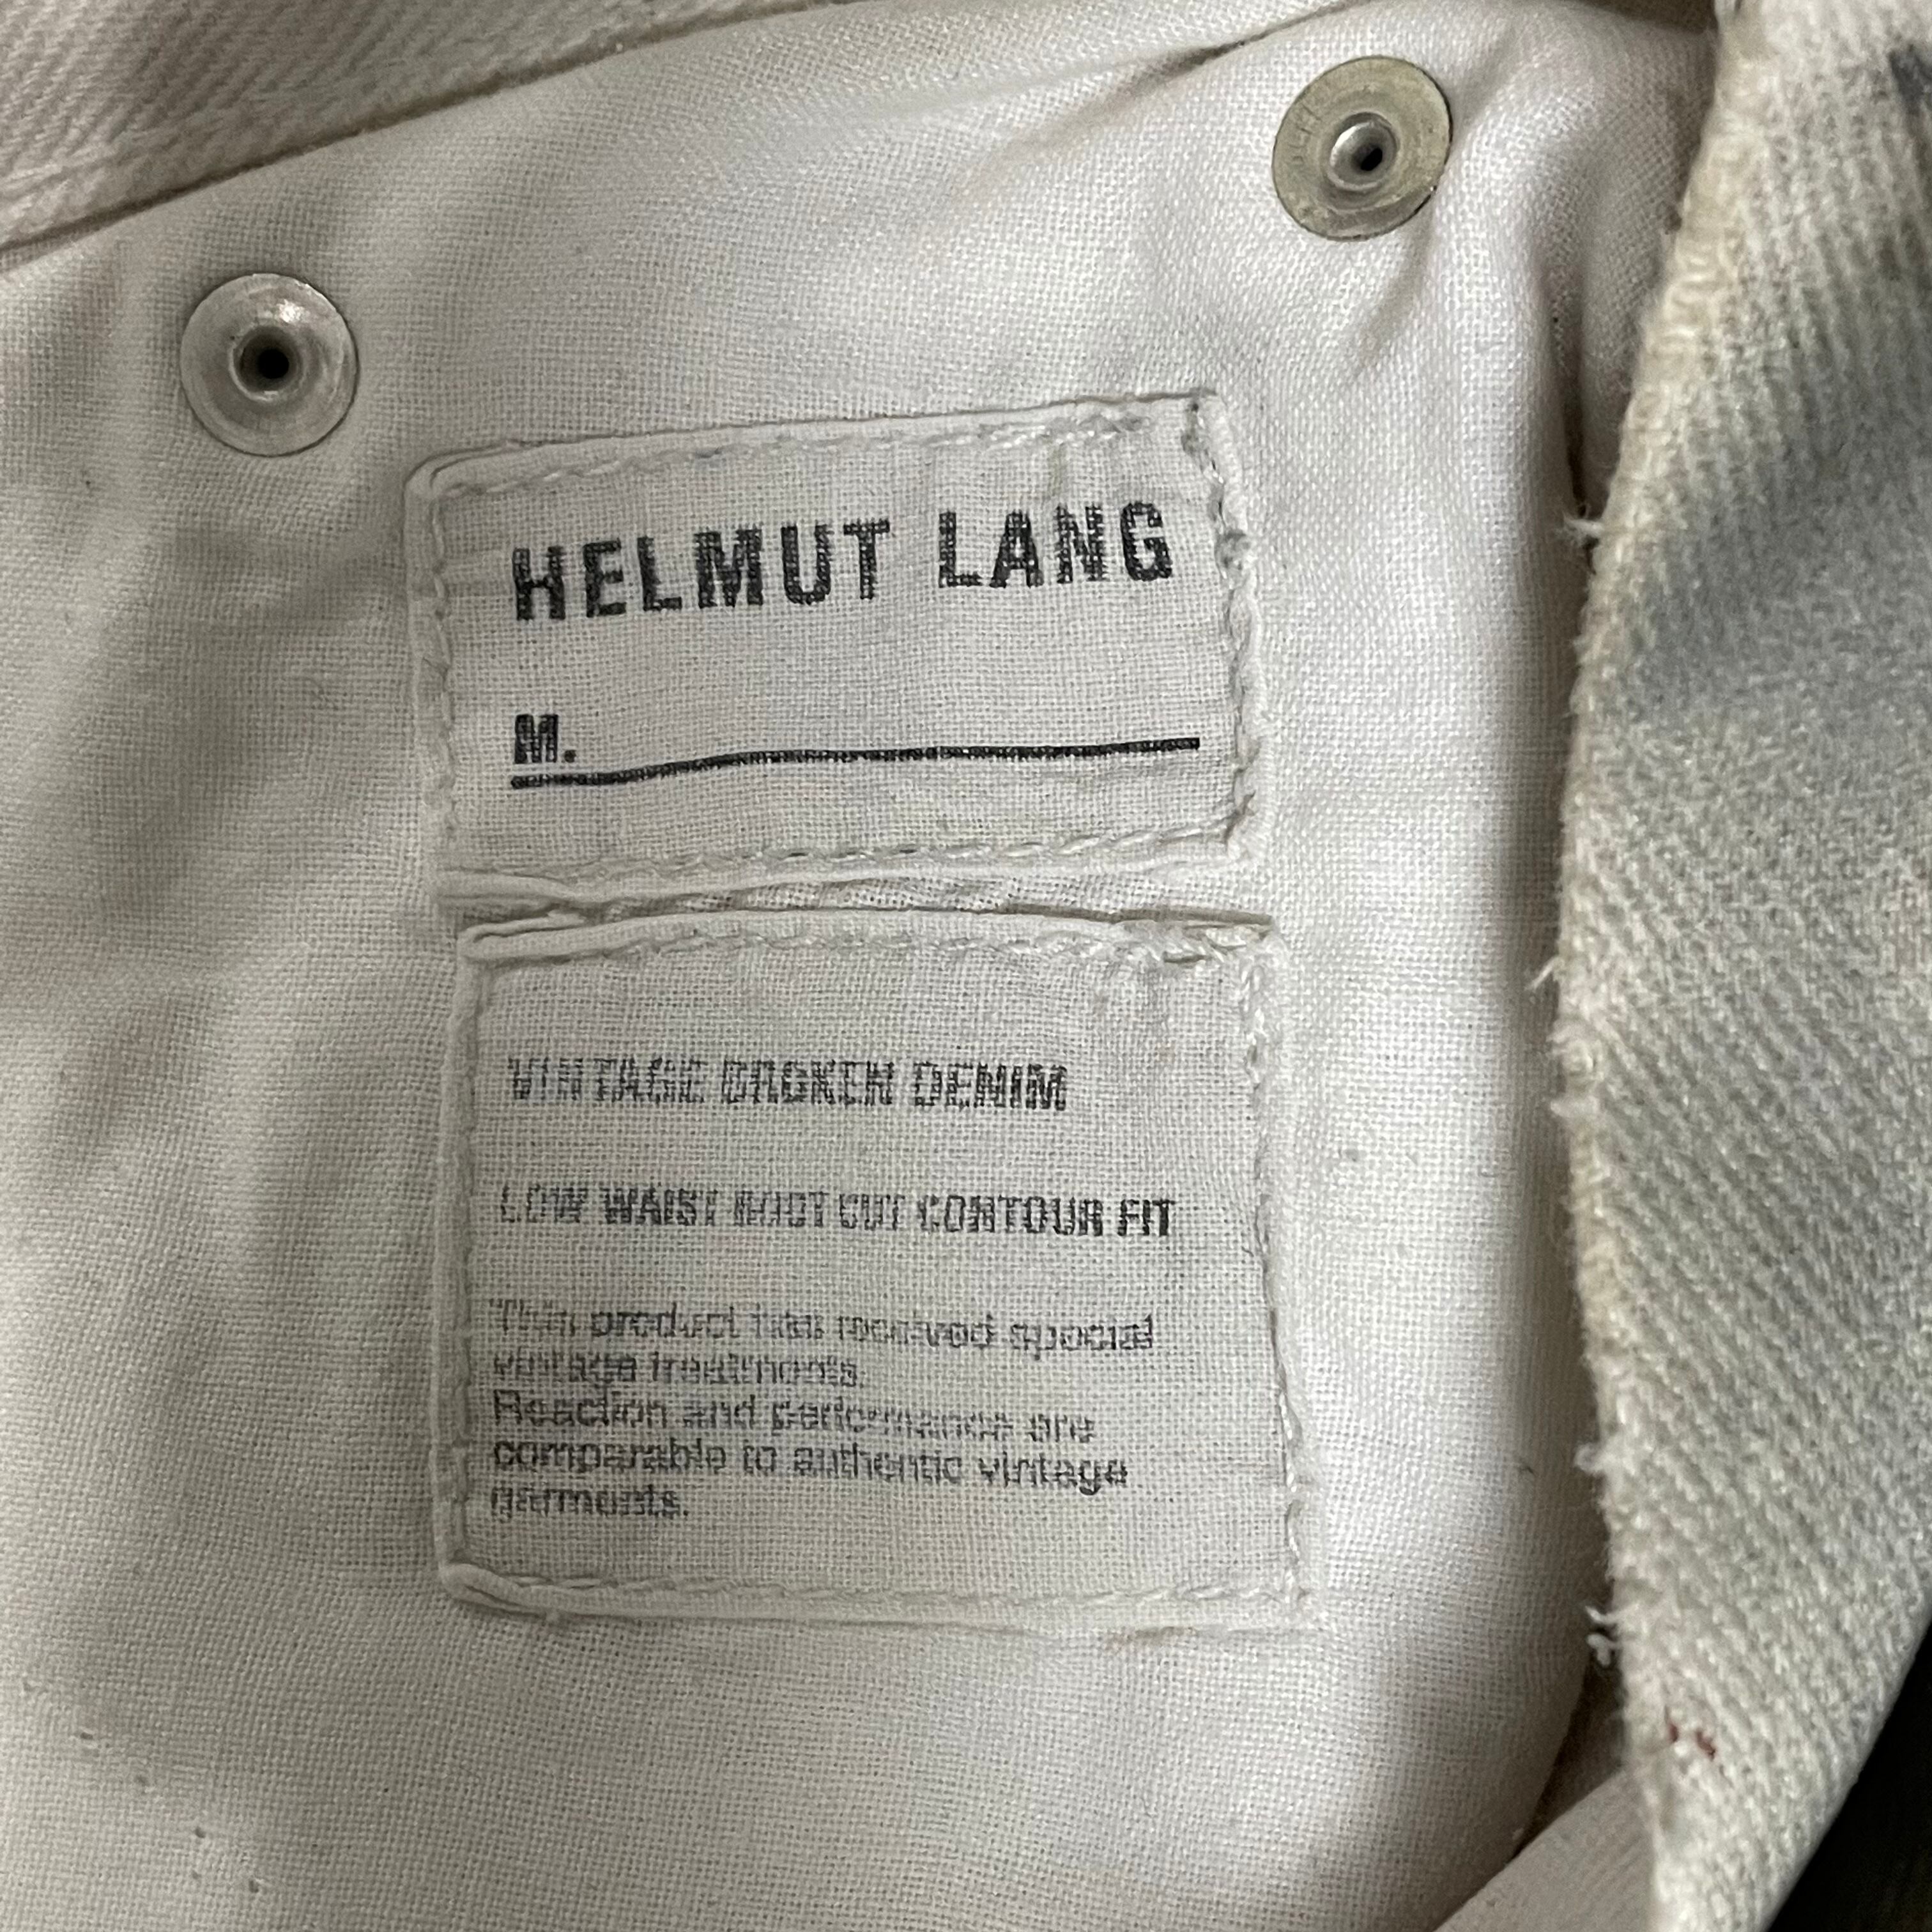 HELMUT LANG
M.
VINTAGE BROKEN DENIM
LOW WAIST BOOT CUT CONTOUR FIT
This product has received special
vintage treatments.
Reaction and performance are
comparable to authentic vintage
garments.